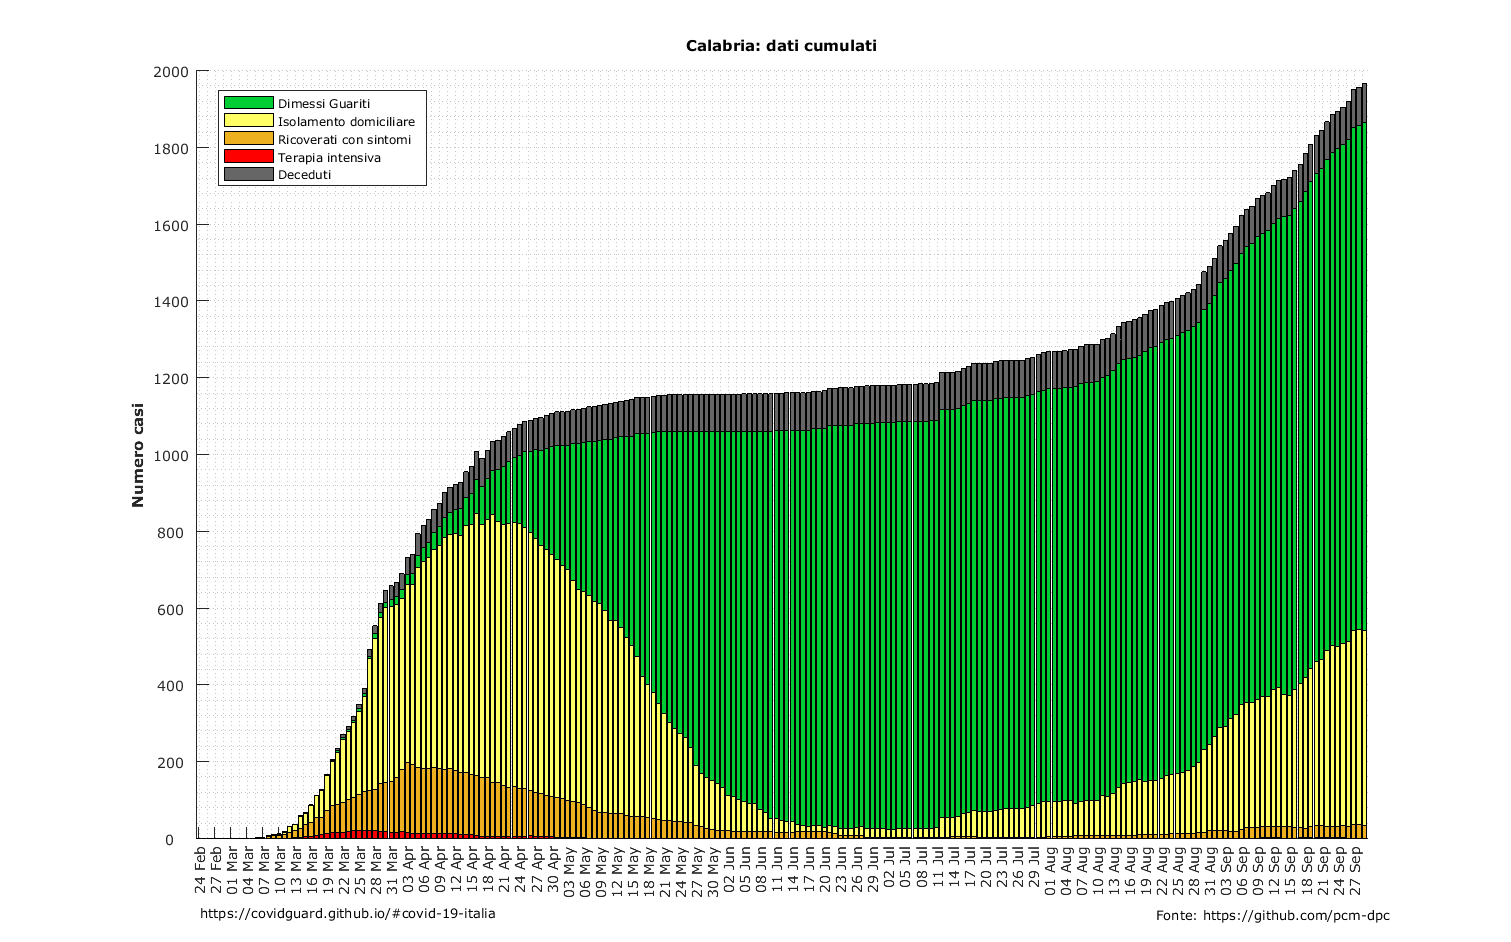 Calabria: dati cumulati
Dimessi Guariti
Isolamento domiciliare
Ricoverati con sintomi
Terapia intensiva
Deceduti
Numero casi
2000
1800
1600
1400
1200
1000
800
600
400
200
0
24 Feb
27 Feb
01 Mar
04 Mar
07 Mar
10 Mar
13 Mar
16 Mar
19 Mar
22 Mar
25 Mar
28 Mar
31 Mar
03 Apr
06 Apr
09 Apr
12 Apr
15 Apr
18 Apr
21 Apr
24 Apr
27 Apr
30 Apr
03 May
06 May
09 May
12 May
15 May
18 May
21 May
24 May
27 May
30 May
02 Jun
05 Jun
08 Jun
11 Jun
14 Jun
17 Jun
20 Jun
23 Jun
26 Jun
29 Jun
02 Jul
05 Jul
08 Jul
11 Jul
14 Jul
17 Jul
20 Jul
23 Jul
26 Jul
29 Jul
01 Aug
04 Aug
07 Aug
10 Aug
13 Aug
16 Aug
19 Aug
22 Aug
25 Aug
28 Aug
31 Aug
03 Sep
06 Sep
09 Sep
12 Sep
15 Sep
18 Sep
21 Sep
24 Sep
27 Sep
https://covidguard.github.io/#covid-19-italia
Fonte: https://github.com/pcm-dpc